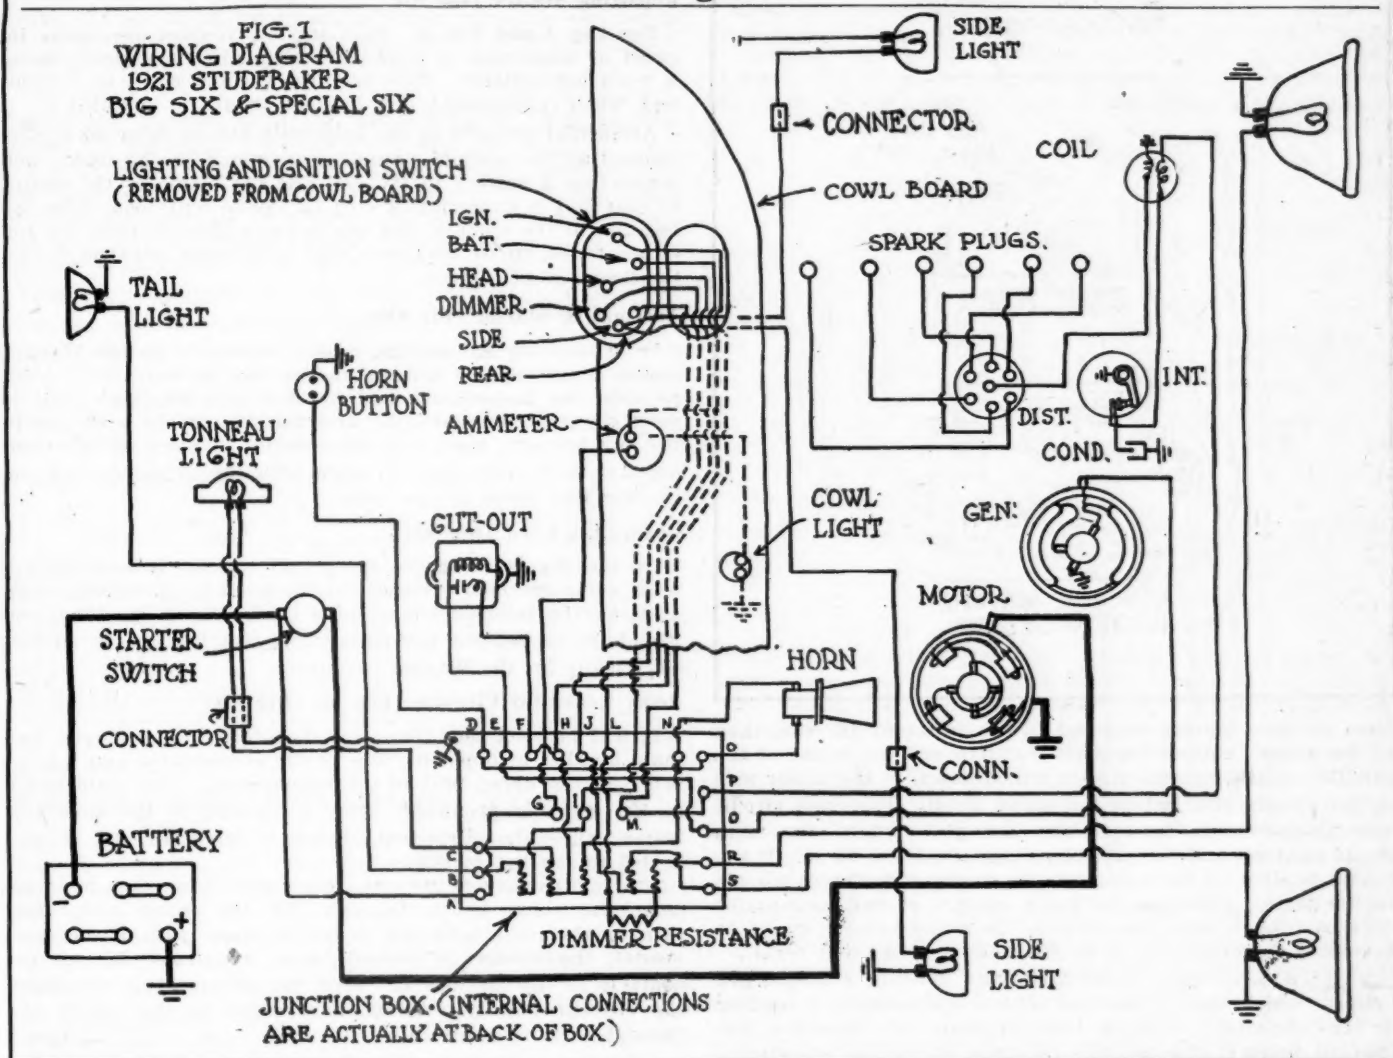 FIG. 1
WIRING DIAGRAM
1921 STUDEBAKER
BIG SIX & SPECIAL SIX
LIGHTING AND IGNITION SWITCH
(REMOVED FROM COWL BOARD)
IGN.
BAT.
HEAD
DIMMER
SIDE
REAR
AMMETER
SIDE
LIGHT
CONNECTOR
COWL BOARD
COIL
SPARK PLUGS.
DIST.
INT.
COND.
TAIL
LIGHT
HORN
BUTTON
TONNEAU
LIGHT
CUT-OUT
COWL
LIGHT
GEN.
MOTOR
STARTER
SWITCH
HORN
CONNECTOR
CONN.
D E F H J L N
O
P
Q
G I M
C
B
A
R
S
BATTERY
-
+
DIMMER RESISTANCE
SIDE
LIGHT
JUNCTION BOX. (INTERNAL CONNECTIONS
ARE ACTUALLY AT BACK OF BOX)